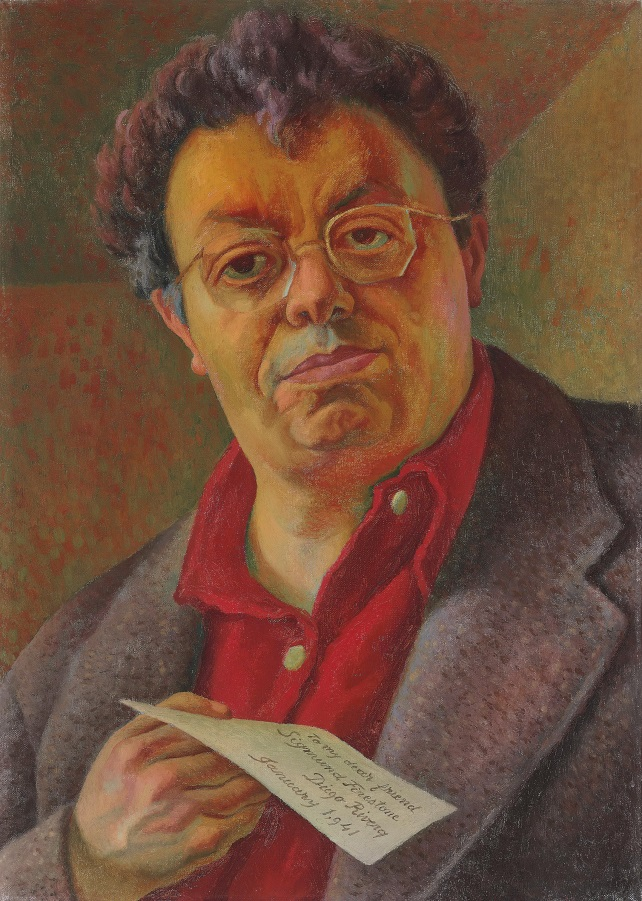 To my dear friend
Sigmund Firestone
Diego Rivera
January 1,941